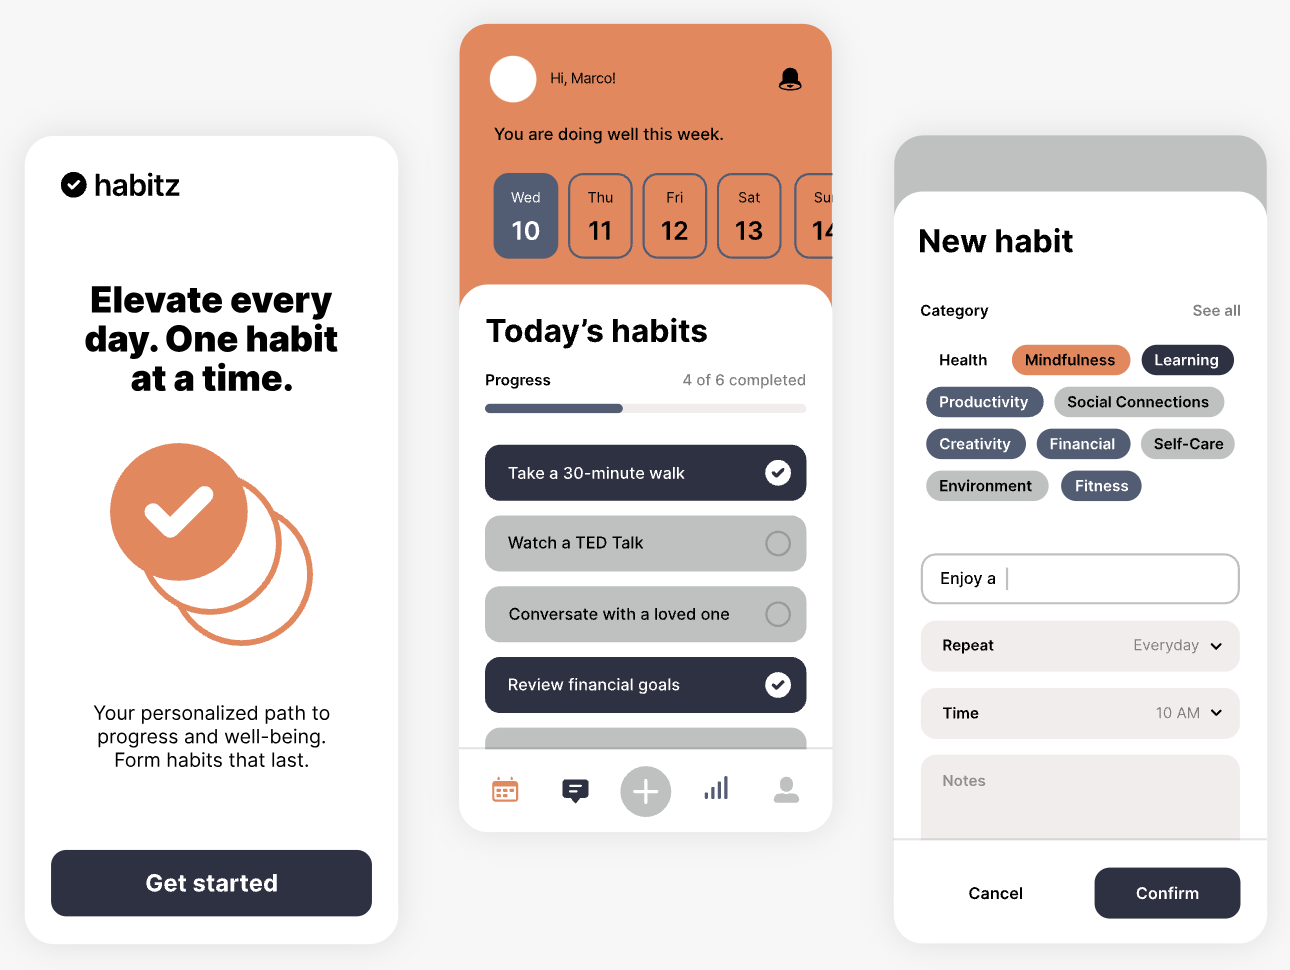 habitz
Elevate every
day. One habit
at a time.
Your personalized path to
progress and well-being.
Form habits that last.
Get started
Hi, Marco!
You are doing well this week.
Wed Thu Fri Sat Su
10 11 12 13 14
Today’s habits
Progress 4 of 6 completed
Take a 30-minute walk
Watch a TED Talk
Conversate with a loved one
Review financial goals
New habit
Category See all
Health Mindfulness Learning
Productivity Social Connections
Creativity Financial Self-Care
Environment Fitness
Enjoy a
Repeat Everyday
Time 10 AM
Notes
Cancel Confirm